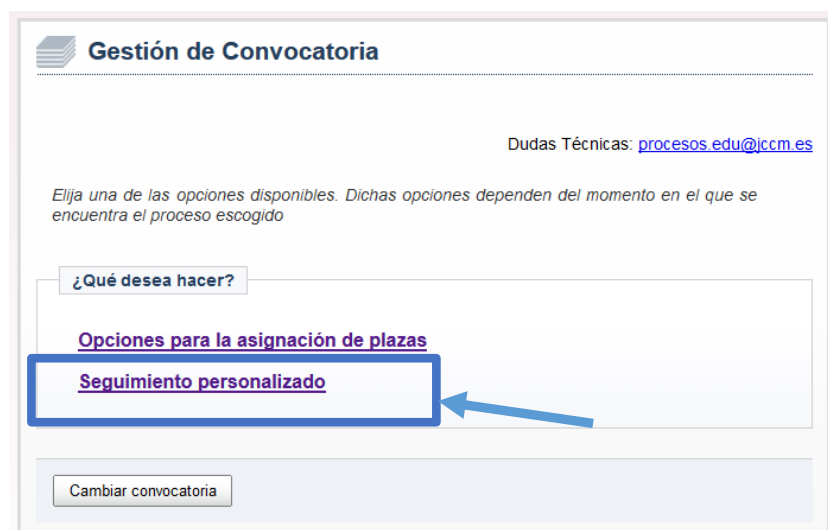 Gestión de Convocatoria
Dudas Técnicas: procesos.edu@jccm.es
Elija una de las opciones disponibles. Dichas opciones dependen del momento en el que se
encuentra el proceso escogido
¿Qué desea hacer?
Opciones para la asignación de plazas
Seguimiento personalizado
Cambiar convocatoria